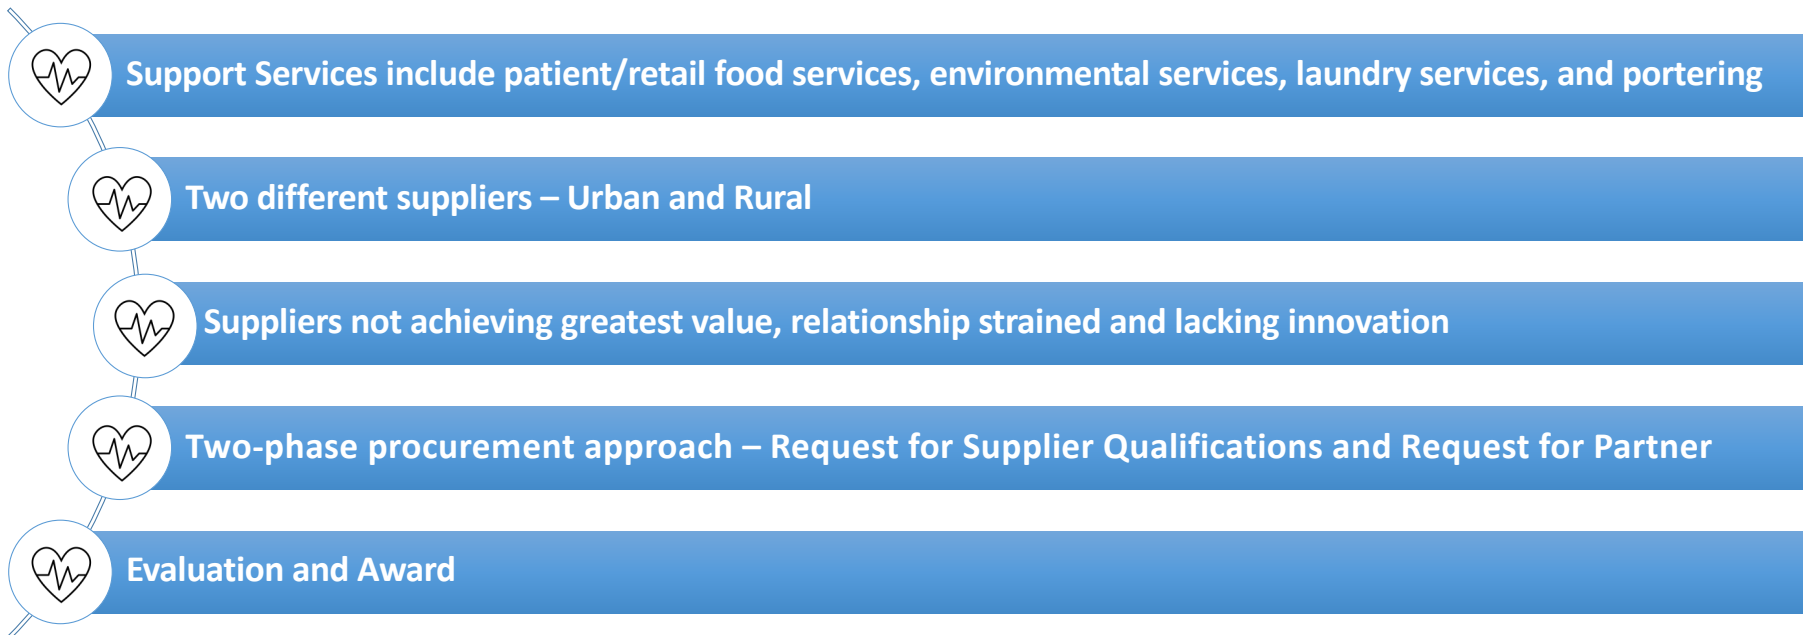 Support Services include patient/retail food services, environmental services, laundry services, and portering
Two different suppliers – Urban and Rural
Suppliers not achieving greatest value, relationship strained and lacking innovation
Two-phase procurement approach – Request for Supplier Qualifications and Request for Partner
Evaluation and Award